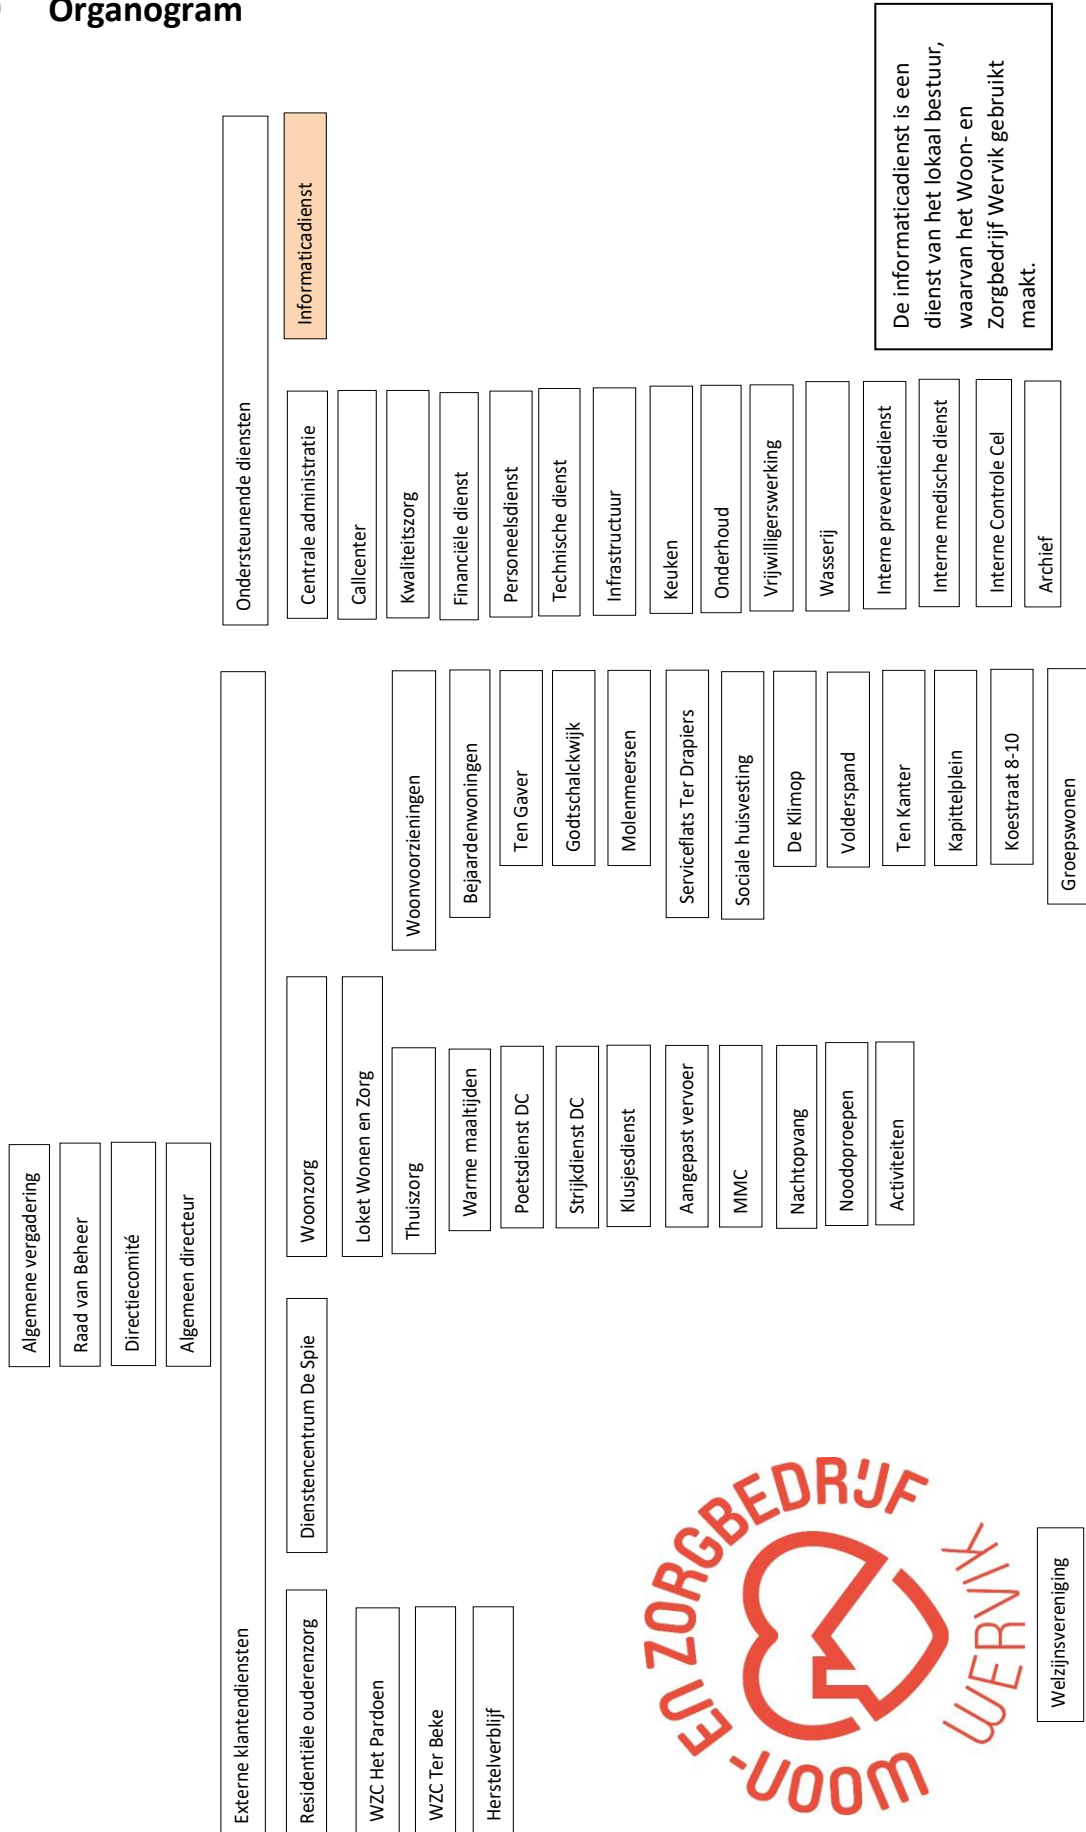 Organogram
Algemene vergadering
Raad van Beheer
Directiecomité
Algemeen directeur
Externe klantendiensten
Ondersteunende diensten
Residentiële ouderenzorg
WZC Het Pardoen
WZC Ter Beke
Herstelverblijf
Dienstencentrum De Spie
Woonzorg
Loket Wonen en Zorg
Thuiszorg
Warme maaltijden
Poetsdienst DC
Strijkdienst DC
Klusjesdienst
Aangepast vervoer
MMC
Nachtopvang
Noodoproepen
Activiteiten
Woonvoorzieningen
Bejaardenwoningen
Ten Gaver
Godtschalckwijk
Molenmeersen
Serviceflats Ter Drapiers
Sociale huisvesting
De Klimop
Volderspand
Ten Kanter
Kapittelplein
Koestraat 8-10
Groepswonen
Centrale administratie
Callcenter
Kwaliteitszorg
Financiële dienst
Personeelsdienst
Technische dienst
Infrastructuur
Keuken
Onderhoud
Vrijwilligerswerking
Wasserij
Interne preventiedienst
Interne medische dienst
Interne Controle Cel
Archief
Informaticadienst
De informaticadienst is een
dienst van het lokaal bestuur,
waarvan het Woon- en
Zorgbedrijf Wervik gebruikt
maakt.
WOON- EN ZORGBEDRIJF
WERVIK
Welzijnsvereniging